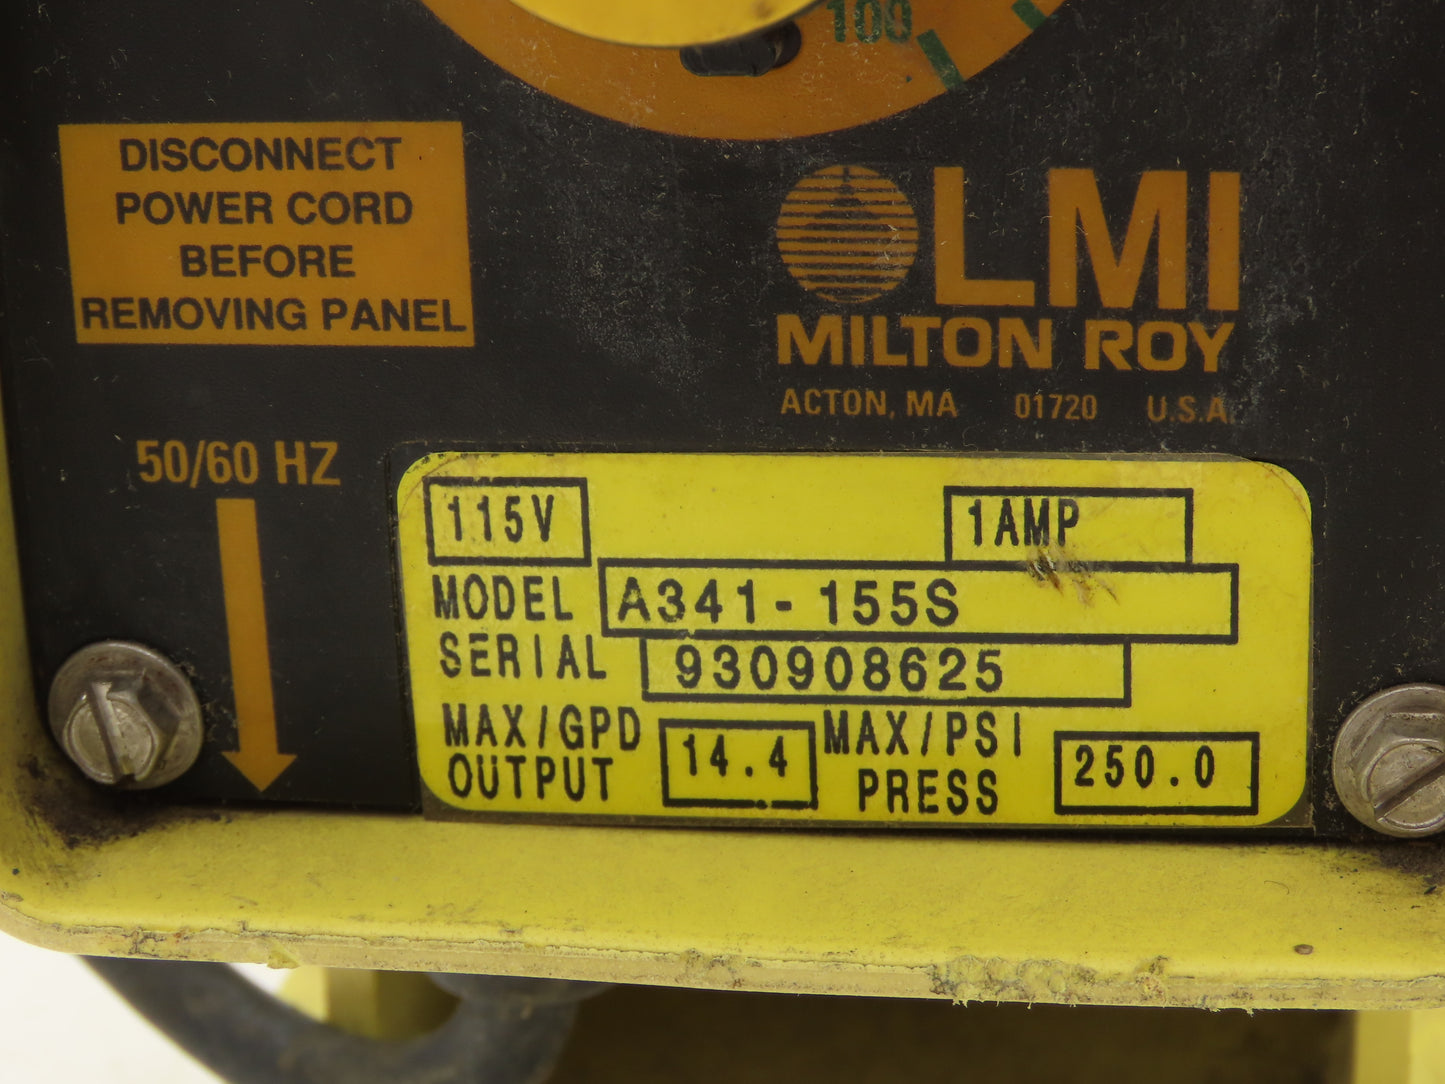 100
DISCONNECT
POWER CORD
BEFORE
REMOVING PANEL
LMI
MILTON ROY
ACTON, MA 01720 U.S.A.
50/60 HZ
115V 1AMP
MODEL A341-155S
SERIAL 930908625
MAX/GPD OUTPUT 14.4 MAX/PSI PRESS 250.0